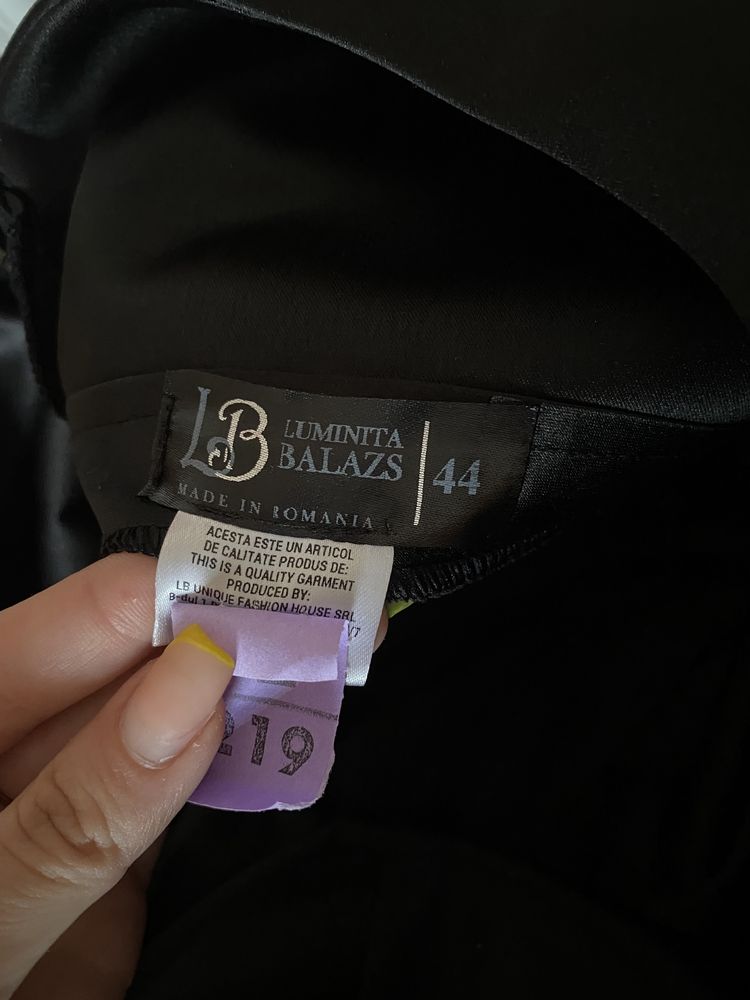 LB
LUMINITA
BALAZS
44
MADE IN ROMANIA
ACESTA ESTE UN ARTICOL
DE CALITATE PRODUS DE:
THIS IS A QUALITY GARMENT
PRODUCED BY:
LB UNIQUE FASHION HOUSE SRL
B-dul
219